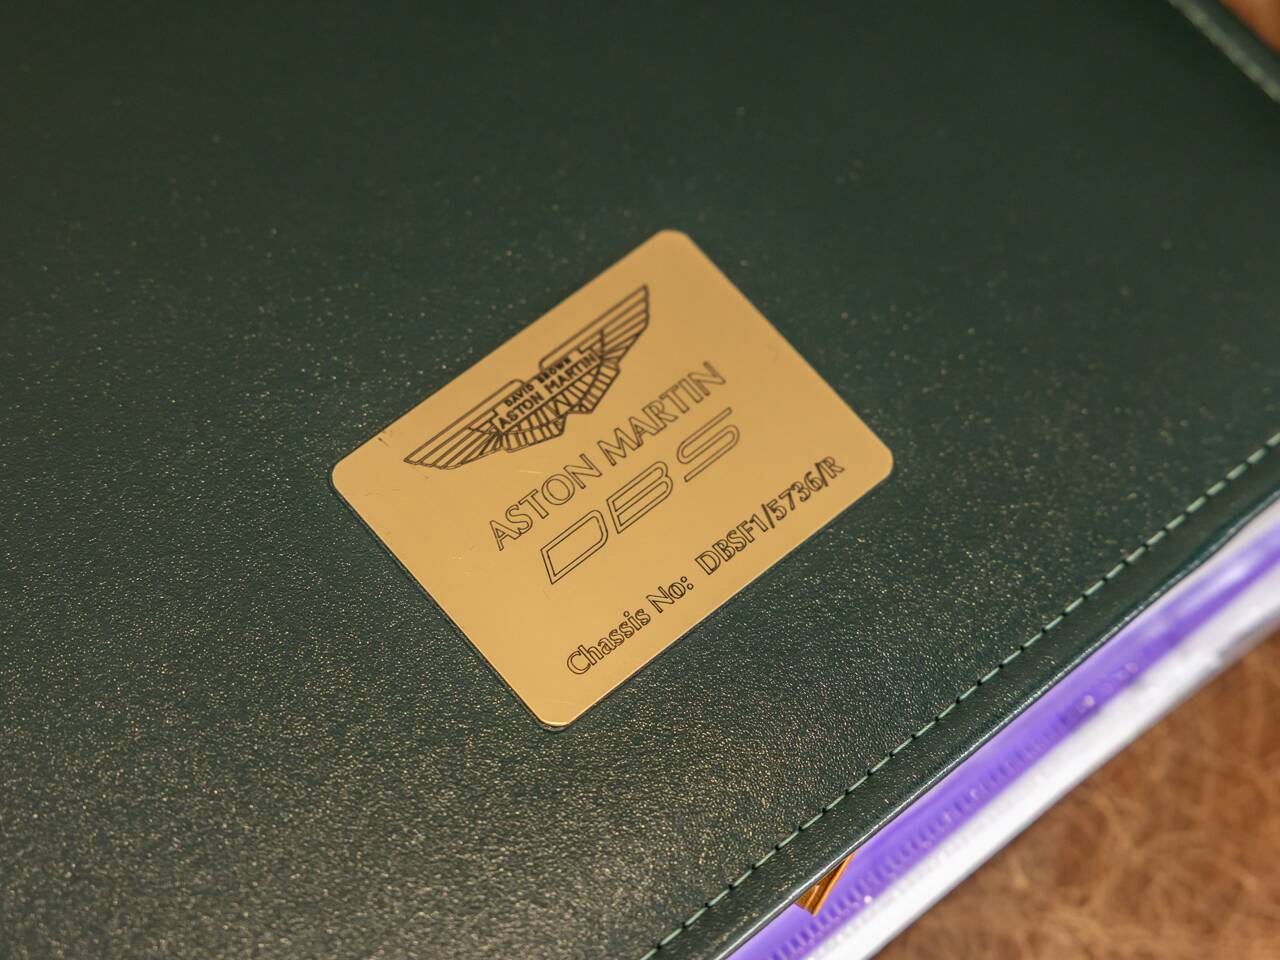 DAVID BROWN
ASTON MARTIN
ASTON MARTIN
DBS
Chassis No: DBSF1/5736/R